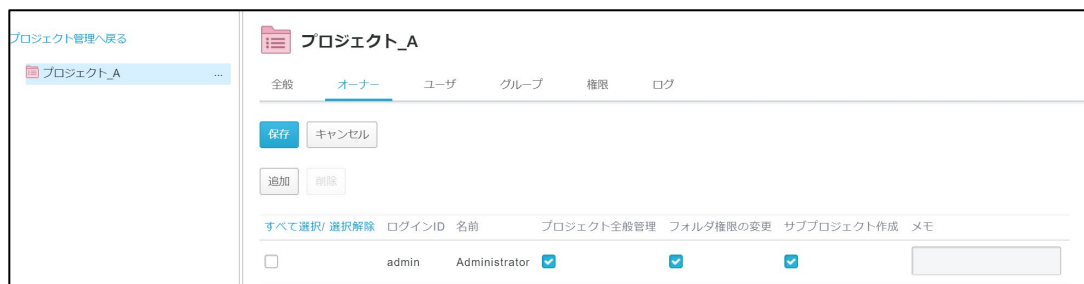 プロジェクト管理へ戻る
プロジェクト_A ...
プロジェクト_A
全般 オーナー ユーザ グループ 権限 ログ
保存 キャンセル
追加 削除
すべて選択/ 選択解除 ログインID 名前 プロジェクト全般管理 フォルダ権限の変更 サブプロジェクト作成 メモ
admin Administrator